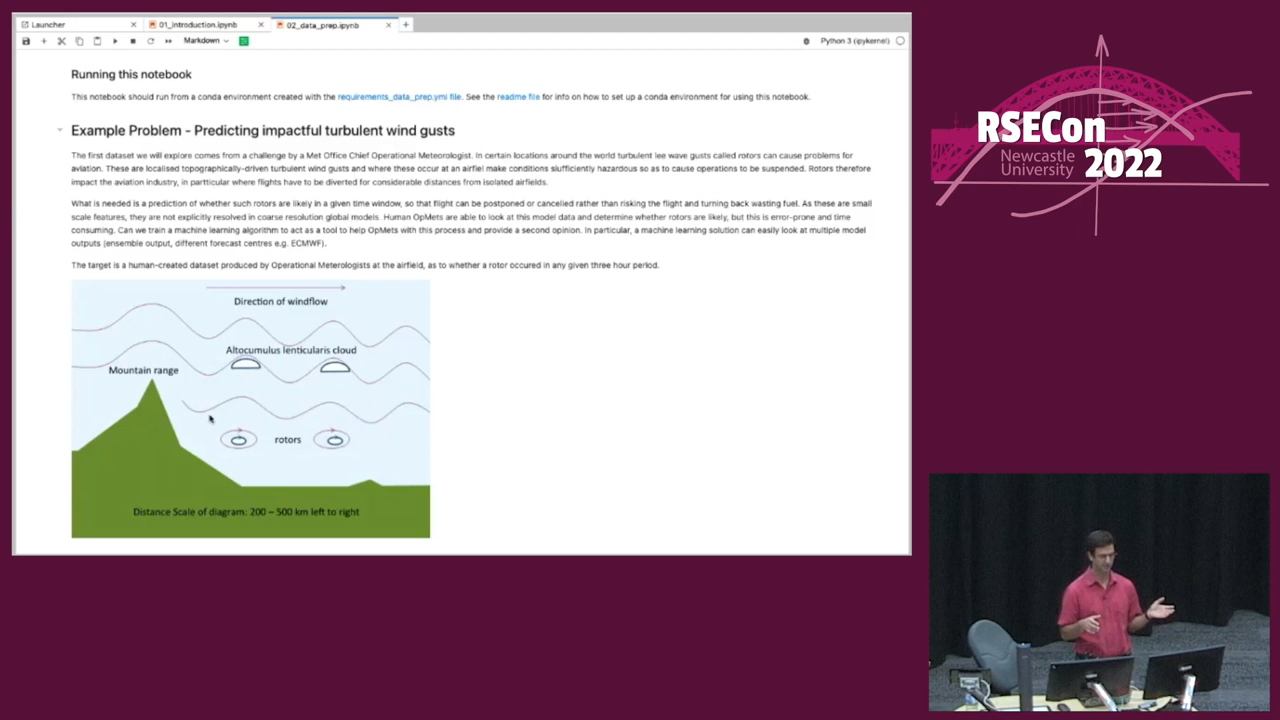 Launcher
01_introduction.ipynb
02_data_prep.ipynb
Markdown
Python 3 (ipykernel)
Running this notebook
This notebook should run from a conda environment created with the requirements_data_prep.yml file. See the readme file for info on how to set up a conda environment for using this notebook.
Example Problem - Predicting impactful turbulent wind gusts
The first dataset we will explore comes from a challenge by a Met Office Chief Operational Meteorologist. In certain locations around the world turbulent lee wave gusts called rotors can cause problems for
aviation. These are localised topographically-driven turbulent wind gusts and where these occur at an airfiel make conditions siufficiently hazardous so as to cause operations to be suspended. Rotors therefore
impact the aviation industry, in particular where flights have to be diverted for considerable distances from isolated airfields.
What is needed is a prediction of whether such rotors are likely in a given time window, so that flight can be postponed or cancelled rather than risking the flight and turning back wasting fuel. As these are small
scale features, they are not explicitly resolved in coarse resolution global models. Human OpMets are able to look at this model data and determine whether rotors are likely, but this is error-prone and time
consuming. Can we train a machine learning algorithm to act as a tool to help OpMets with this process and provide a second opinion. In particular, a machine learning solution can easily look at multiple model
outputs (ensemble output, different forecast centres e.g. ECMWF).
The target is a human-created dataset produced by Operational Meterologists at the airfield, as to whether a rotor occured in any given three hour period.
Direction of windflow
Altocumulus lenticularis cloud
Mountain range
rotors
Distance Scale of diagram: 200 – 500 km left to right
RSECon
Newcastle
University
2022